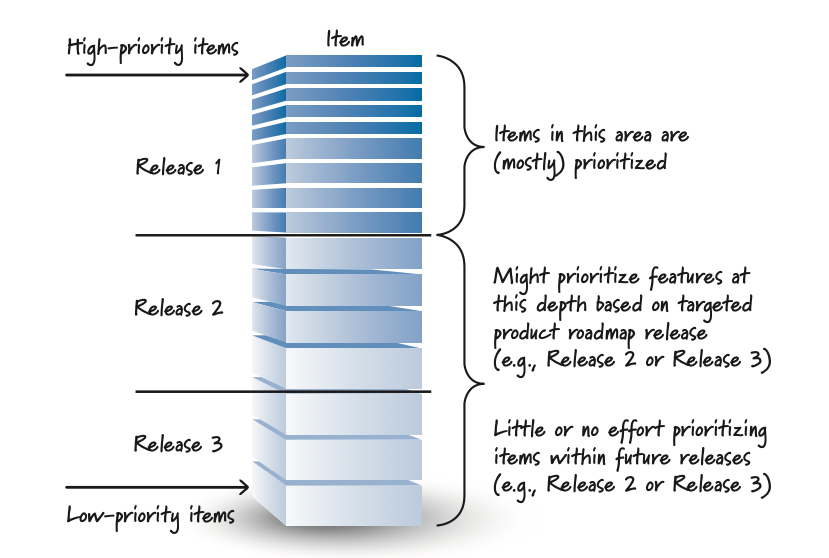 Item
High-priority items
Release 1
Items in this area are
(mostly) prioritized
Release 2
Might prioritize features at
this depth based on targeted
product roadmap release
(e.g., Release 2 or Release 3)
Release 3
Little or no effort prioritizing
items within future releases
(e.g., Release 2 or Release 3)
Low-priority items